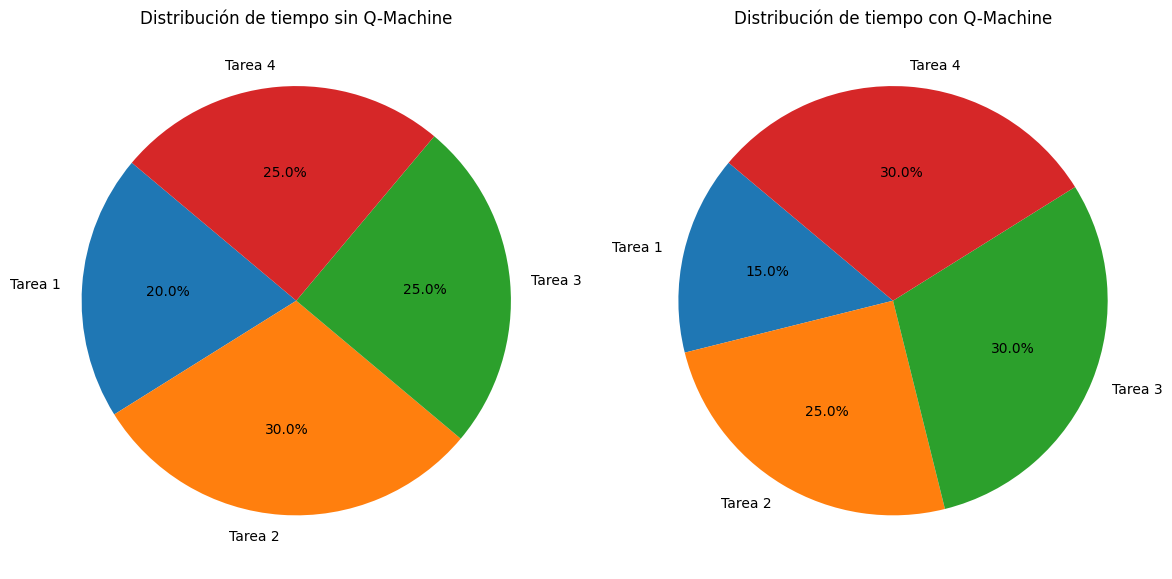 Distribución de tiempo sin Q-Machine
Tarea 4
25.0%
Tarea 1
20.0%
25.0%
Tarea 3
30.0%
Tarea 2
Distribución de tiempo con Q-Machine
Tarea 4
30.0%
Tarea 1
15.0%
30.0%
Tarea 3
25.0%
Tarea 2